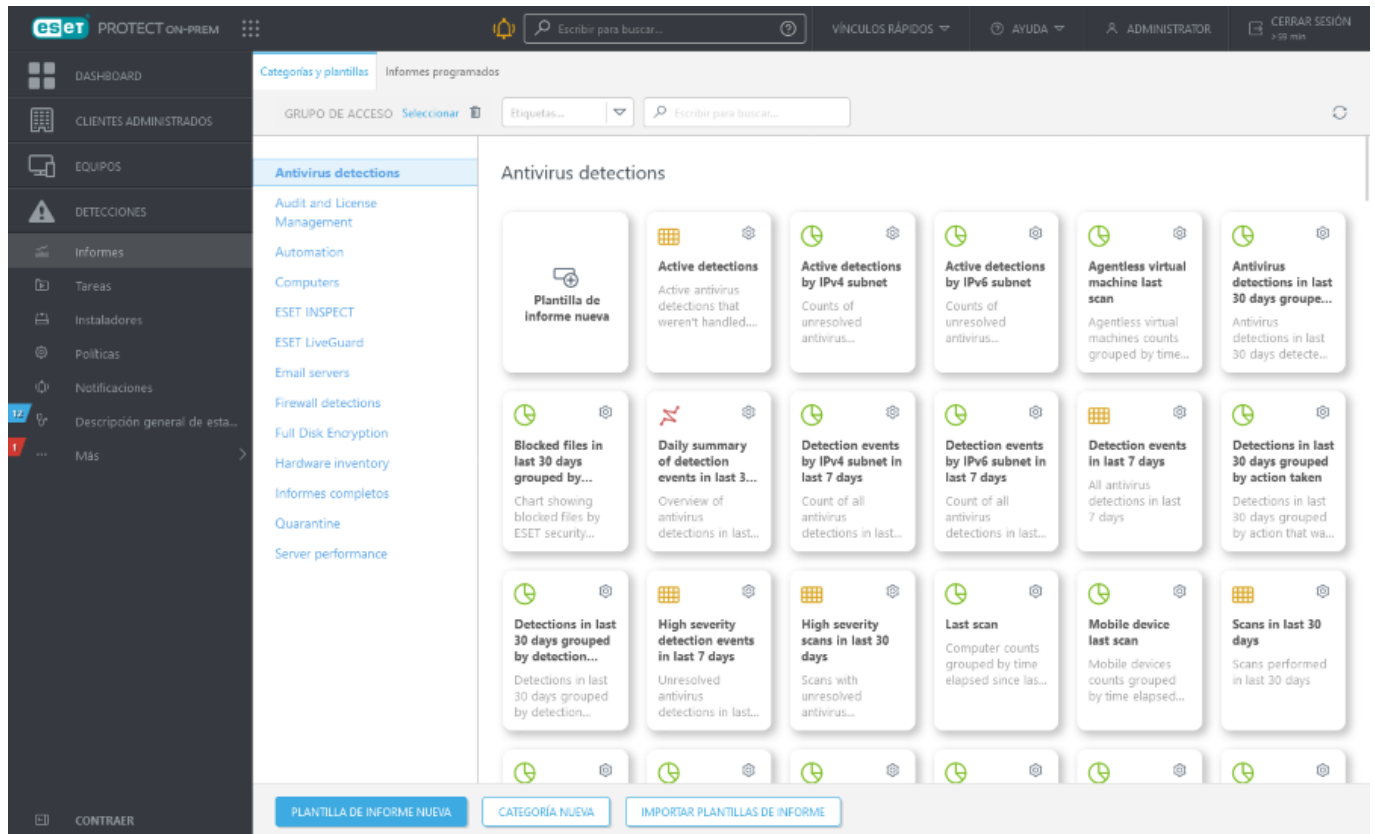 eset PROTECT ON-PREM
Escribir para buscar...
VÍNCULOS RÁPIDOS
AYUDA
ADMINISTRATOR
CERRAR SESIÓN
>59 min
DASHBOARD
CLIENTES ADMINISTRADOS
EQUIPOS
DETECCIONES
Informes
Tareas
Instaladores
Políticas
Notificaciones
12
Descripción general de esta...
1
Más
CONTRAER
Categorías y plantillas
Informes programados
GRUPO DE ACCESO Seleccionar
Etiquetas...
Escribir para buscar...
Antivirus detections
Audit and License
Management
Automation
Computers
ESET INSPECT
ESET LiveGuard
Email servers
Firewall detections
Full Disk Encryption
Hardware inventory
Informes completos
Quarantine
Server performance
Antivirus detections
Plantilla de
informe nueva
Active detections
Active antivirus
detections that
weren't handled....
Active detections
by IPv4 subnet
Counts of
unresolved
antivirus...
Active detections
by IPv6 subnet
Counts of
unresolved
antivirus...
Agentless virtual
machine last
scan
Agentless virtual
machines counts
grouped by time...
Antivirus
detections in last
30 days groupe...
Antivirus
detections in last
30 days detecte...
Blocked files in
last 30 days
grouped by...
Chart showing
blocked files by
ESET security...
Daily summary
of detection
events in last 3...
Overview of
antivirus
detections in last...
Detection events
by IPv4 subnet in
last 7 days
Count of all
antivirus
detections in last...
Detection events
by IPv6 subnet in
last 7 days
Count of all
antivirus
detections in last...
Detection events
in last 7 days
All antivirus
detections in last
7 days
Detections in last
30 days grouped
by action taken
Detections in last
30 days grouped
by action that wa...
Detections in last
30 days grouped
by detection...
Detections in last
30 days grouped
by detection...
High severity
detection events
in last 7 days
Unresolved
antivirus
detections in last...
High severity
scans in last 30
days
Scans with
unresolved
antivirus...
Last scan
Computer counts
grouped by time
elapsed since las...
Mobile device
last scan
Mobile devices
counts grouped
by time elapsed...
Scans in last 30
days
Scans performed
in last 30 days
PLANTILLA DE INFORME NUEVA
CATEGORÍA NUEVA
IMPORTAR PLANTILLAS DE INFORME